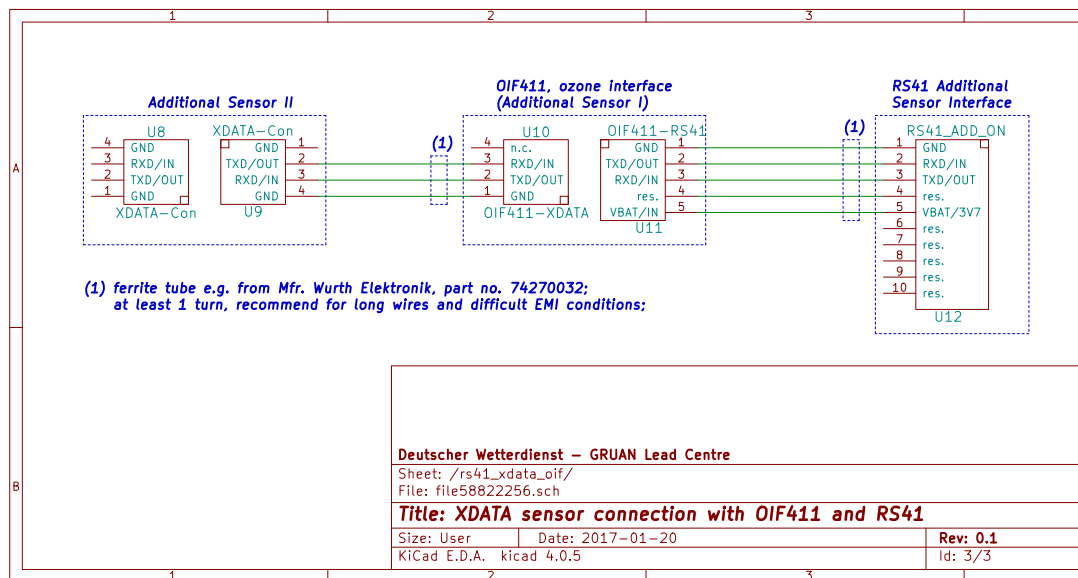 1 2 3
OIF411, ozone interface
(Additional Sensor I)
RS41 Additional
Sensor Interface
Additional Sensor II
(1)
(1)
U8
XDATA-Con
U10
OIF411-RS41
RS41_ADD_ON
4 GND
3 RXD/IN
2 TXD/OUT
1 GND
XDATA-Con
GND 1
TXD/OUT 2
RXD/IN 3
GND 4
U9
4 n.c.
3 RXD/IN
2 TXD/OUT
1 GND
OIF411-XDATA
GND 1
TXD/OUT 2
RXD/IN 3
res. 4
VBAT/IN 5
U11
1 GND
2 RXD/IN
3 TXD/OUT
4 res.
5 VBAT/3V7
6 res.
7 res.
8 res.
9 res.
10 res.
U12
A
(1) ferrite tube e.g. from Mfr. Wurth Elektronik, part no. 74270032;
at least 1 turn, recommend for long wires and difficult EMI conditions;
B
Deutscher Wetterdienst – GRUAN Lead Centre
Sheet: /rs41_xdata_oif/
File: file58822256.sch
Title: XDATA sensor connection with OIF411 and RS41
Size: User Date: 2017-01-20 Rev: 0.1
KiCad E.D.A. kicad 4.0.5 Id: 3/3
1 2 3